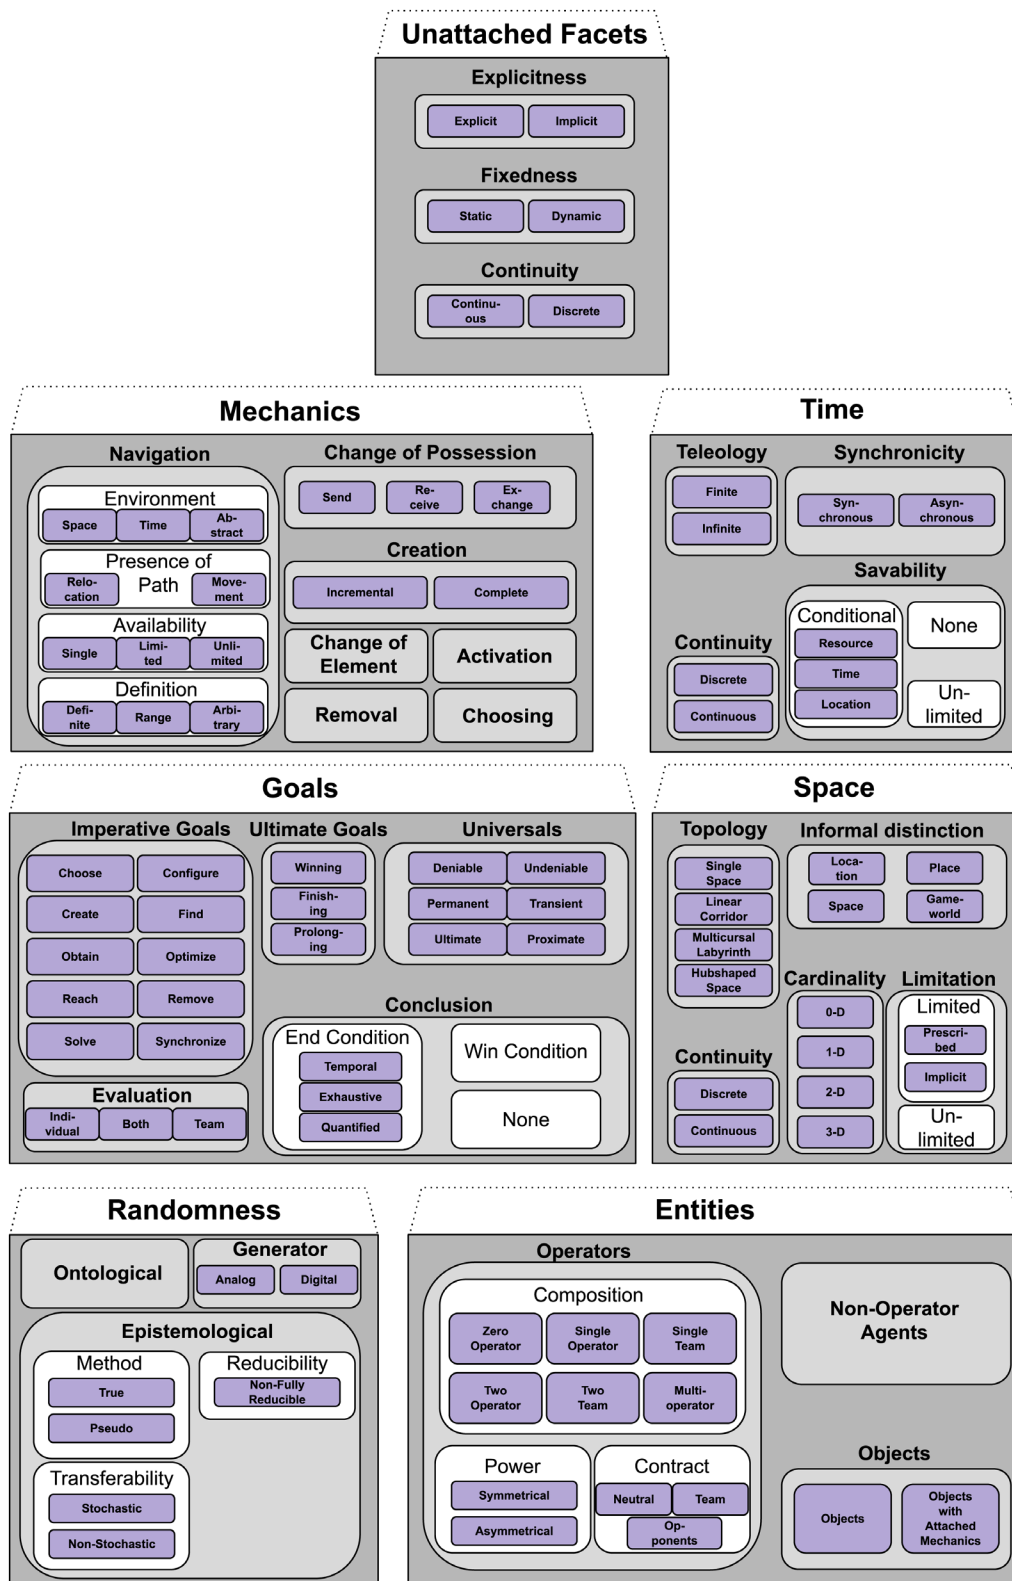 Unattached Facets
Explicitness
Explicit
Implicit
Fixedness
Static
Dynamic
Continuity
Continu-
ous
Discrete
Mechanics
Navigation
Environment
Space
Time
Ab-
stract
Presence of
Path
Relo-
cation
Move-
ment
Availability
Single
Limi-
ted
Unli-
mited
Definition
Defi-
nite
Range
Arbi-
trary
Change of Possession
Send
Re-
ceive
Ex-
change
Creation
Incremental
Complete
Change of
Element
Activation
Removal
Choosing
Time
Teleology
Finite
Infinite
Synchronicity
Syn-
chronous
Asyn-
chronous
Continuity
Discrete
Continuous
Savability
Conditional
Resource
Time
Location
None
Un-
limited
Goals
Imperative Goals
Choose
Configure
Create
Find
Obtain
Optimize
Reach
Remove
Solve
Synchronize
Evaluation
Indi-
vidual
Both
Team
Ultimate Goals
Winning
Finish-
ing
Prolong-
ing
Universals
Deniable
Undeniable
Permanent
Transient
Ultimate
Proximate
Conclusion
End Condition
Temporal
Exhaustive
Quantified
Win Condition
None
Space
Topology
Single
Space
Linear
Corridor
Multicursal
Labyrinth
Hubshaped
Space
Informal distinction
Loca-
tion
Place
Space
Game-
world
Continuity
Discrete
Continuous
Cardinality
0-D
1-D
2-D
3-D
Limitation
Limited
Prescri-
bed
Implicit
Un-
limited
Randomness
Ontological
Generator
Analog
Digital
Epistemological
Method
True
Pseudo
Reducibility
Non-Fully
Reducible
Transferability
Stochastic
Non-Stochastic
Entities
Operators
Composition
Zero
Operator
Single
Operator
Single
Team
Two
Operator
Two
Team
Multi-
operator
Power
Symmetrical
Asymmetrical
Contract
Neutral
Team
Op-
ponents
Non-Operator
Agents
Objects
Objects
Objects
with
Attached
Mechanics